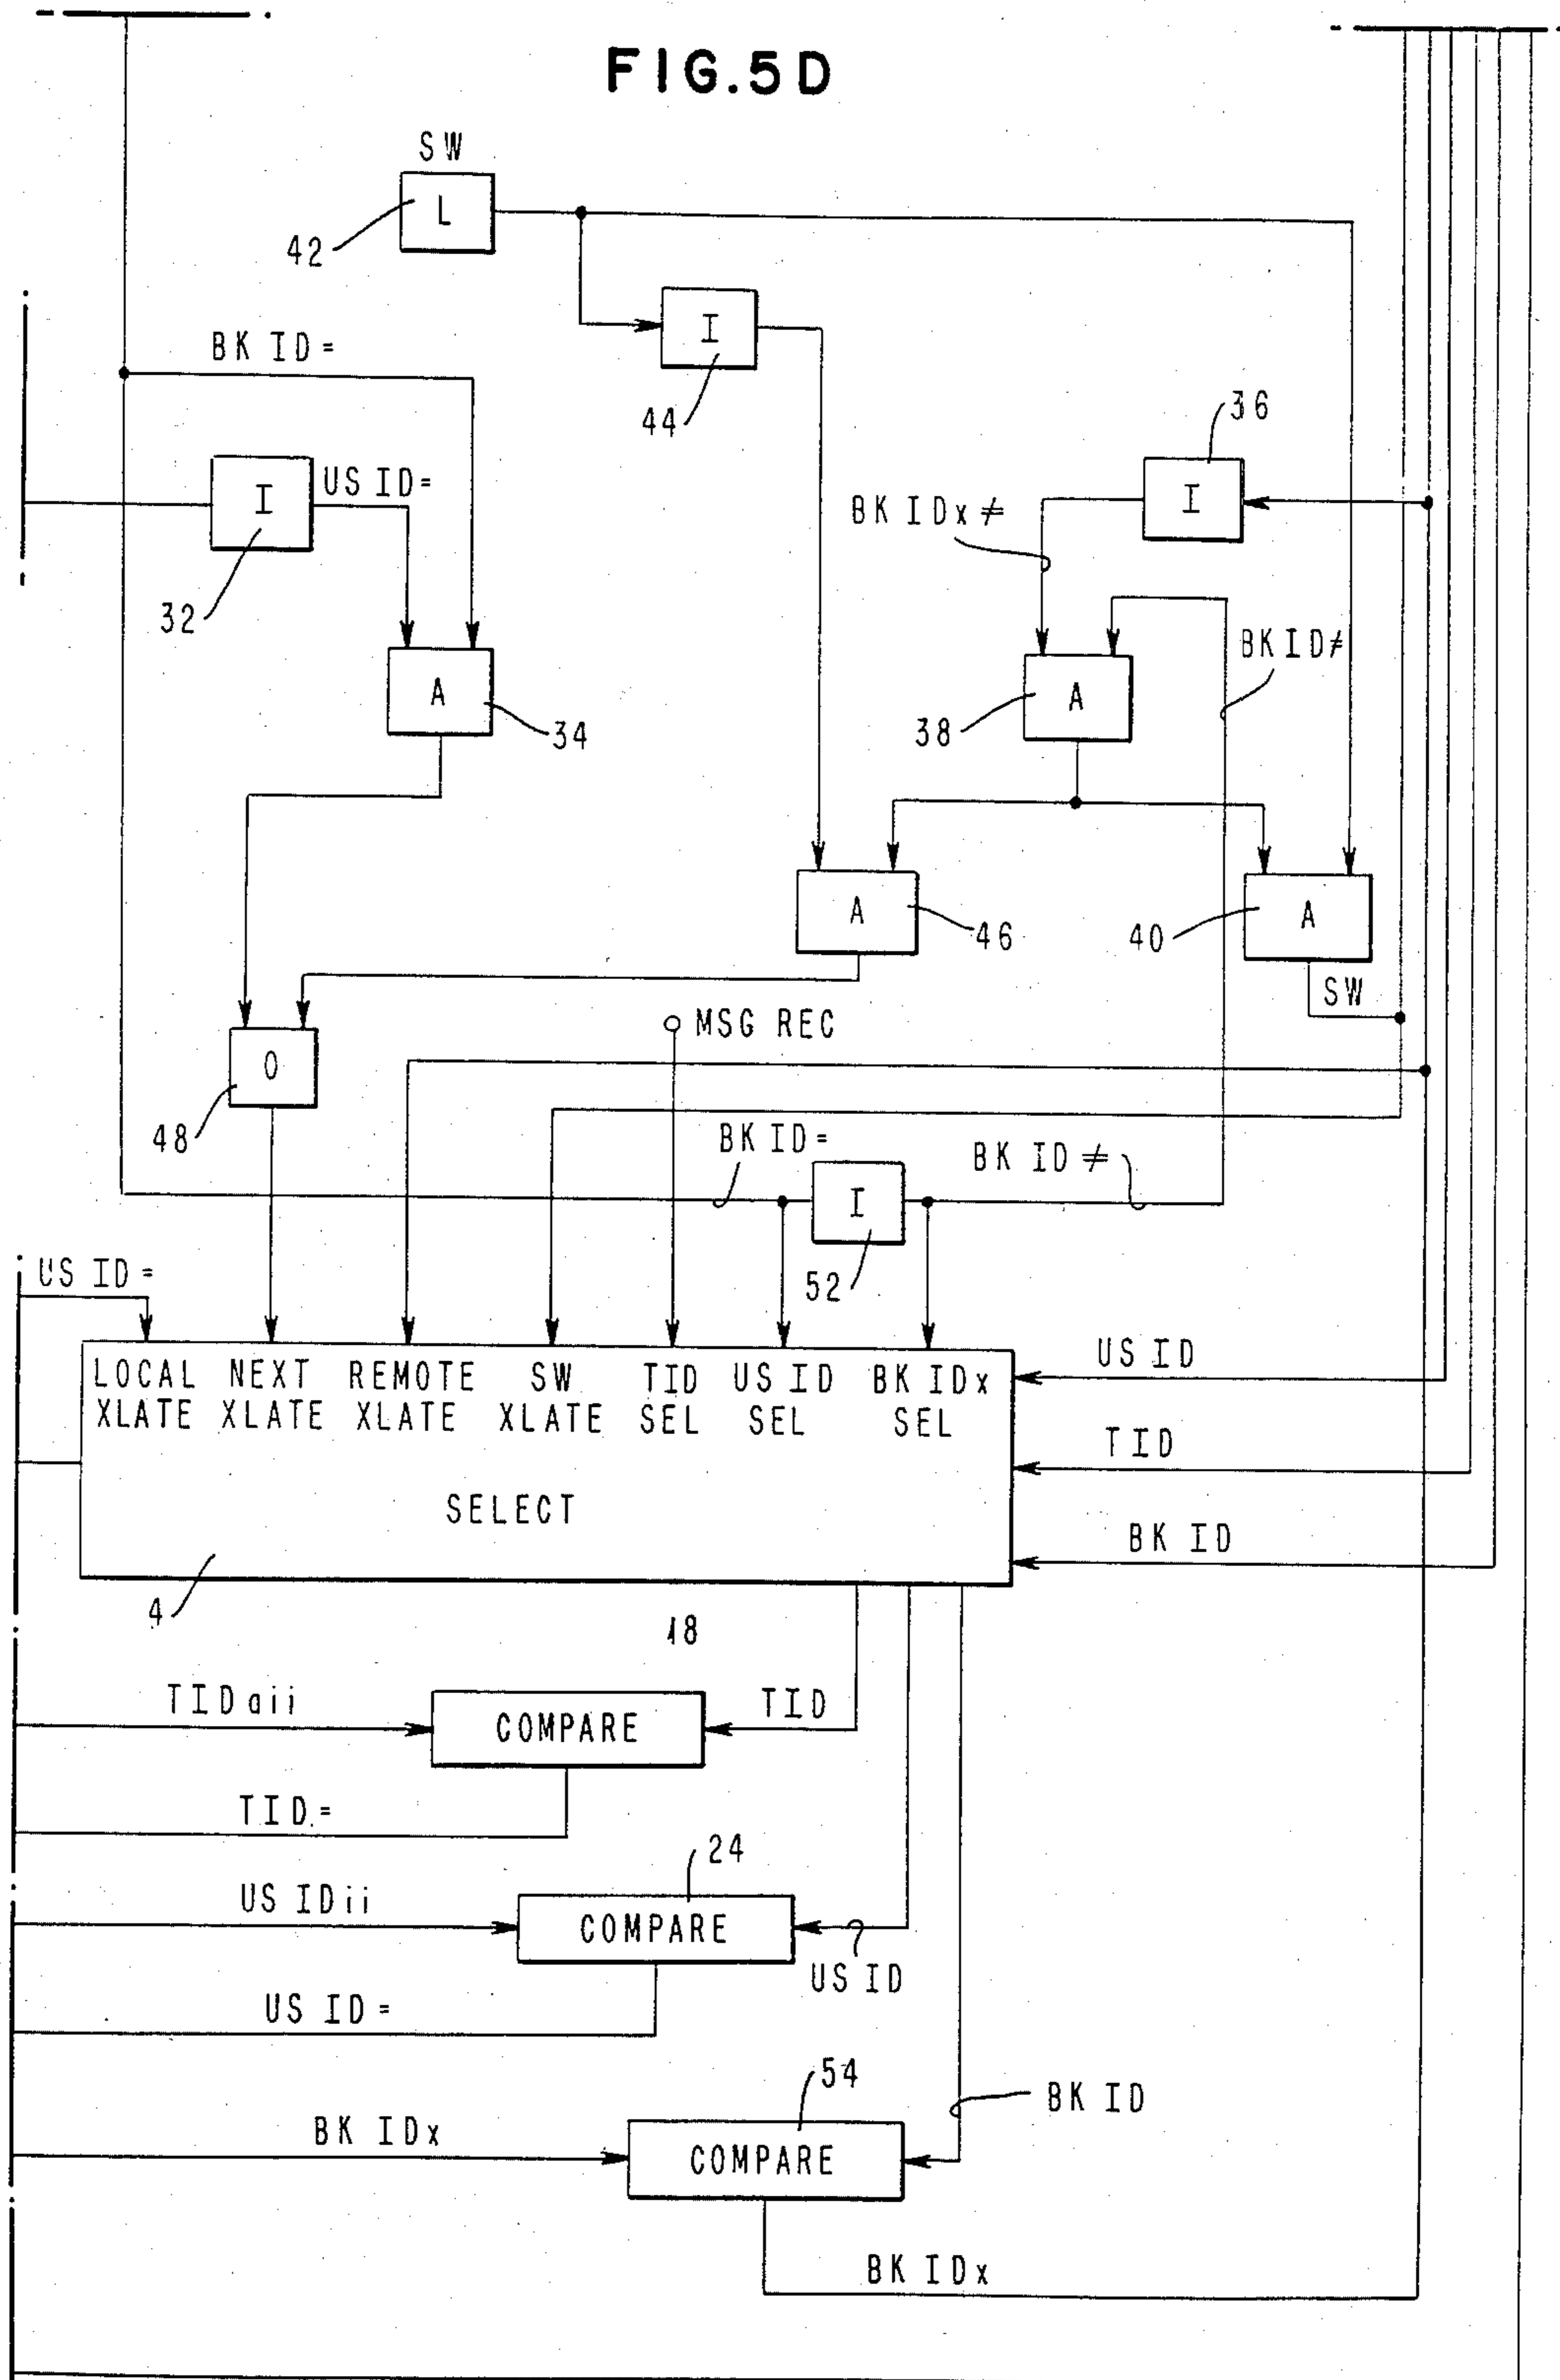 FIG.5D
SW
L
42
I
44
BK ID=
36
I
I
US ID=
BK IDx ≠
32
BK ID≠
A
34
A
38
A
46
A
40
SW
MSG REC
O
48
BK ID=
BK ID ≠
I
52
US ID=
LOCAL XLATE
NEXT XLATE
REMOTE XLATE
SW XLATE
TID SEL
US ID SEL
BK IDx SEL
US ID
TID
BK ID
SELECT
4
18
TIDaii
COMPARE
TID
TID=
24
US IDii
COMPARE
US ID
US ID=
54
BK ID
BK IDx
COMPARE
BK IDx